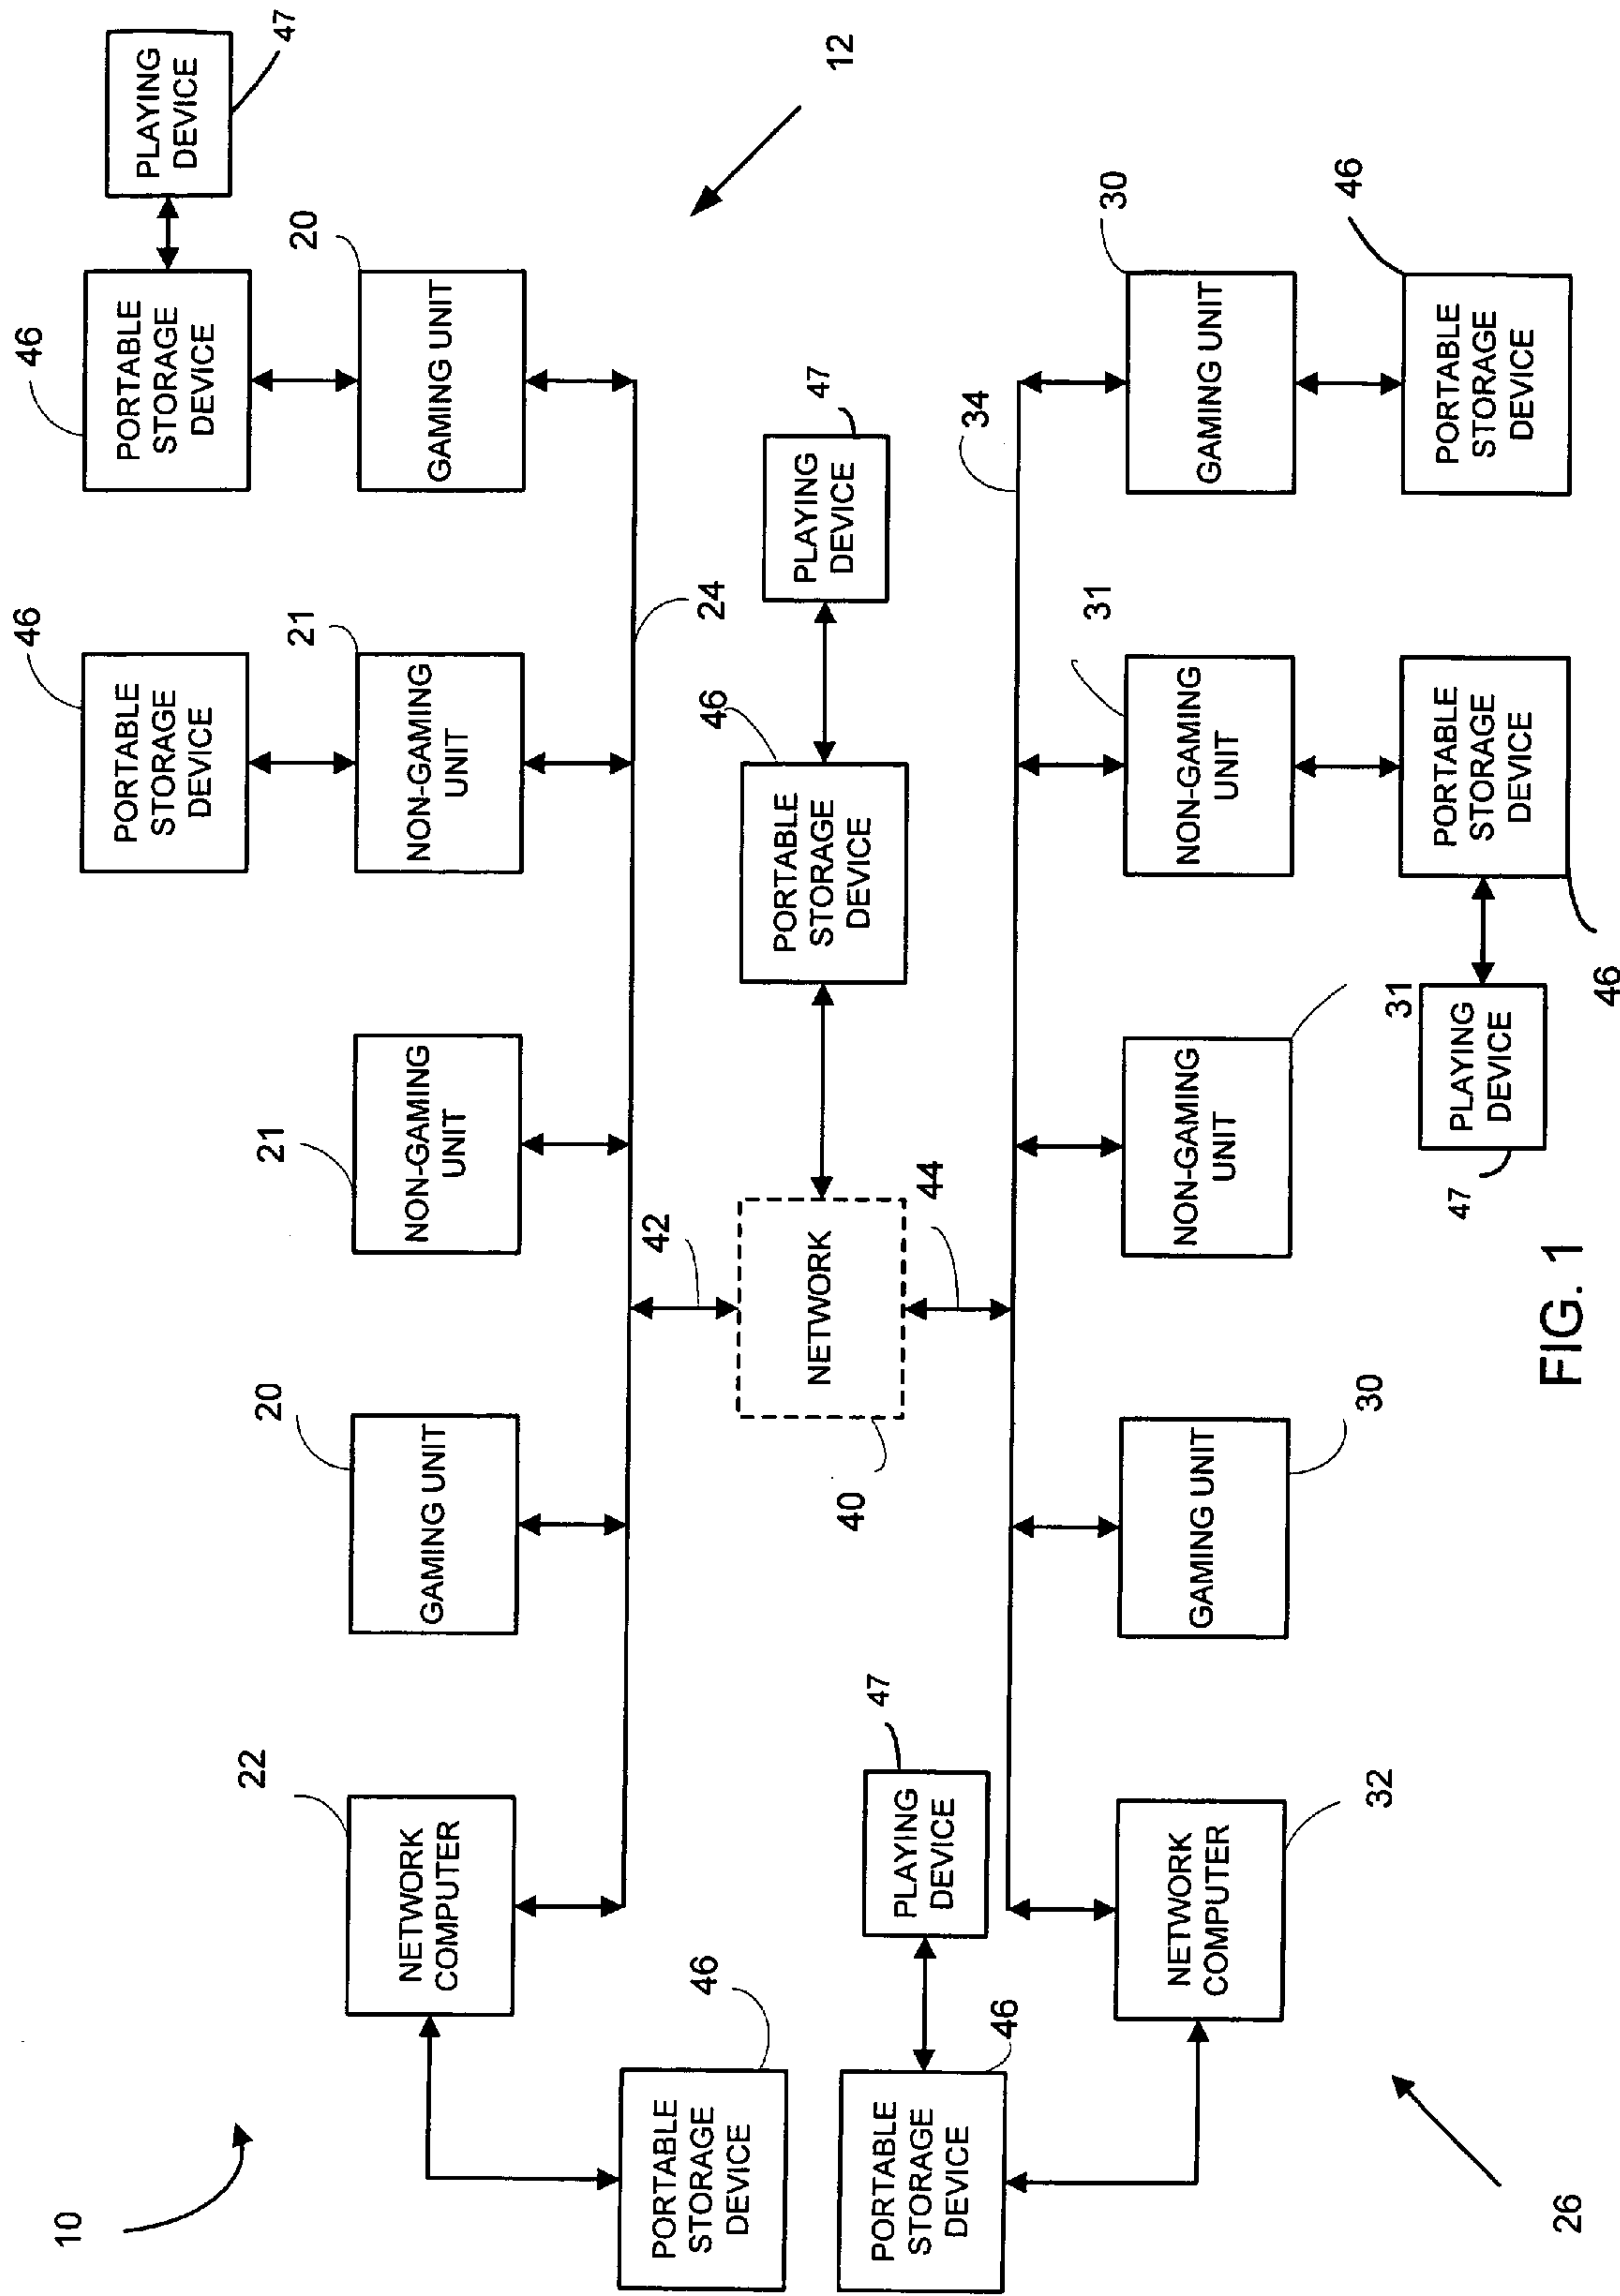 10
46
46
PORTABLE
STORAGE
DEVICE
PORTABLE
STORAGE
DEVICE
PLAYING
DEVICE
47
22
20
21
21
20
NETWORK
COMPUTER
GAMING UNIT
NON-GAMING
UNIT
NON-GAMING
UNIT
GAMING UNIT
46
42
24
PORTABLE
STORAGE
DEVICE
NETWORK
46
PORTABLE
STORAGE
DEVICE
47
PLAYING
DEVICE
12
40
47
44
PORTABLE
STORAGE
DEVICE
46
PLAYING
DEVICE
34
31
30
NETWORK
COMPUTER
GAMING UNIT
NON-GAMING
UNIT
NON-GAMING
UNIT
GAMING UNIT
32
30
31
46
47
PLAYING
DEVICE
PORTABLE
STORAGE
DEVICE
PORTABLE
STORAGE
DEVICE
26
46
FIG. 1